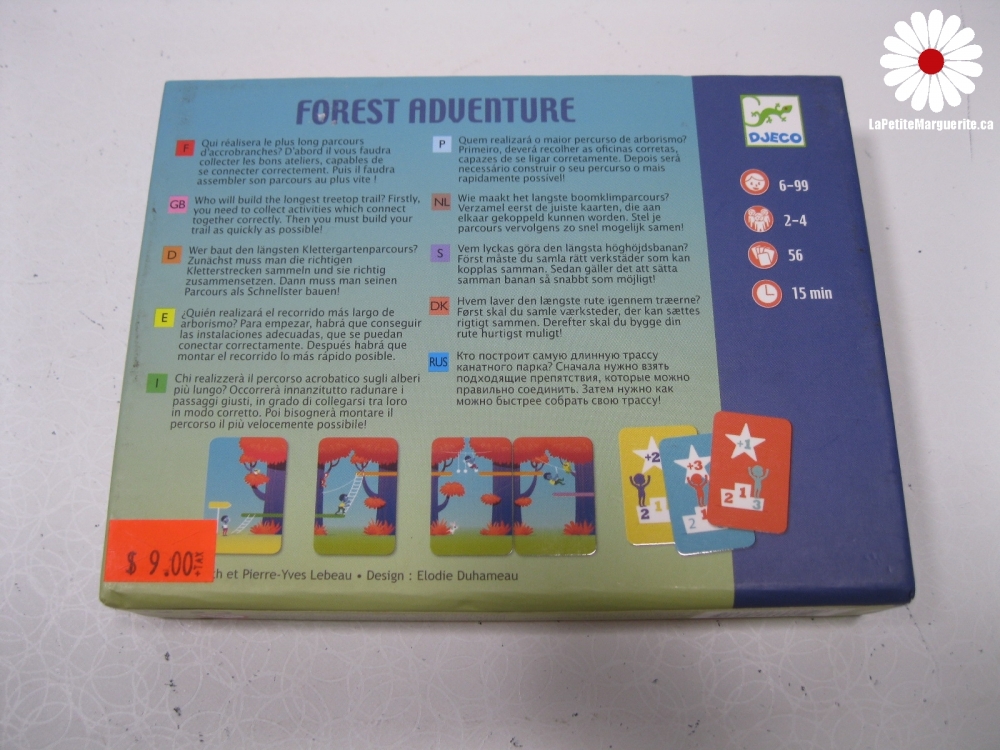 LaPetiteMarguerite.ca
FOREST ADVENTURE
F
Qui réalisera le plus long parcours
d'accrobranches? D'abord il vous faudra
collecter les bons ateliers, capables de
se connecter correctement. Puis il faudra
assembler son parcours au plus vite !
GB
Who will build the longest treetop trail? Firstly,
you need to collect activities which connect
together correctly. Then you must build your
trail as quickly as possible!
D
Wer baut den längsten Klettergartenparcours?
Zunächst muss man die richtigen
Kletterstrecken sammeln und sie richtig
zusammensetzen. Dann muss man seinen
Parcours als Schnellster bauen!
E
¿Quién realizará el recorrido más largo de
arborismo? Para empezar, habrá que conseguir
las instalaciones adecuadas, que se puedan
conectar correctamente. Después habrá que
montar el recorrido lo más rápido posible.
I
Chi realizzerà il percorso acrobatico sugli alberi
più lungo? Occorrerà innanzitutto radunare i
passaggi giusti, in grado di collegarsi tra loro
in modo corretto. Poi bisognerà montare il
percorso il più velocemente possibile!
P
Quem realizará o maior percurso de arborismo?
Primeiro, deverá recolher as oficinas corretas,
capazes de se ligar corretamente. Depois será
necessário construir o seu percurso o mais
rapidamente possível!
NL
Wie maakt het langste boomklimparcours?
Verzamel eerst de juiste kaarten, die aan
elkaar gekoppeld kunnen worden. Stel je
parcours vervolgens zo snel mogelijk samen!
S
Vem lyckas göra den längsta höghöjdsbanan?
Först måste du samla rätt verkstäder som kan
kopplas samman. Sedan gäller det att sätta
samman banan så snabbt som möjligt!
DK
Hvem laver den længste rute igennem træerne?
Først skal du samle værksteder, der kan sættes
rigtigt sammen. Derefter skal du bygge din
rute hurtigst muligt!
RUS
Кто построит самую длинную трассу
канатного парка? Сначала нужно взять
подходящие препятствия, которые можно
правильно соединить. Затем нужно как
можно быстрее собрать свою трассу!
DJECO
6-99
2-4
56
15 min
+2
2 1
+3
2 1
+1
2 1 3
$ 9.00 +TAX
et Pierre-Yves Lebeau • Design : Elodie Duhameau